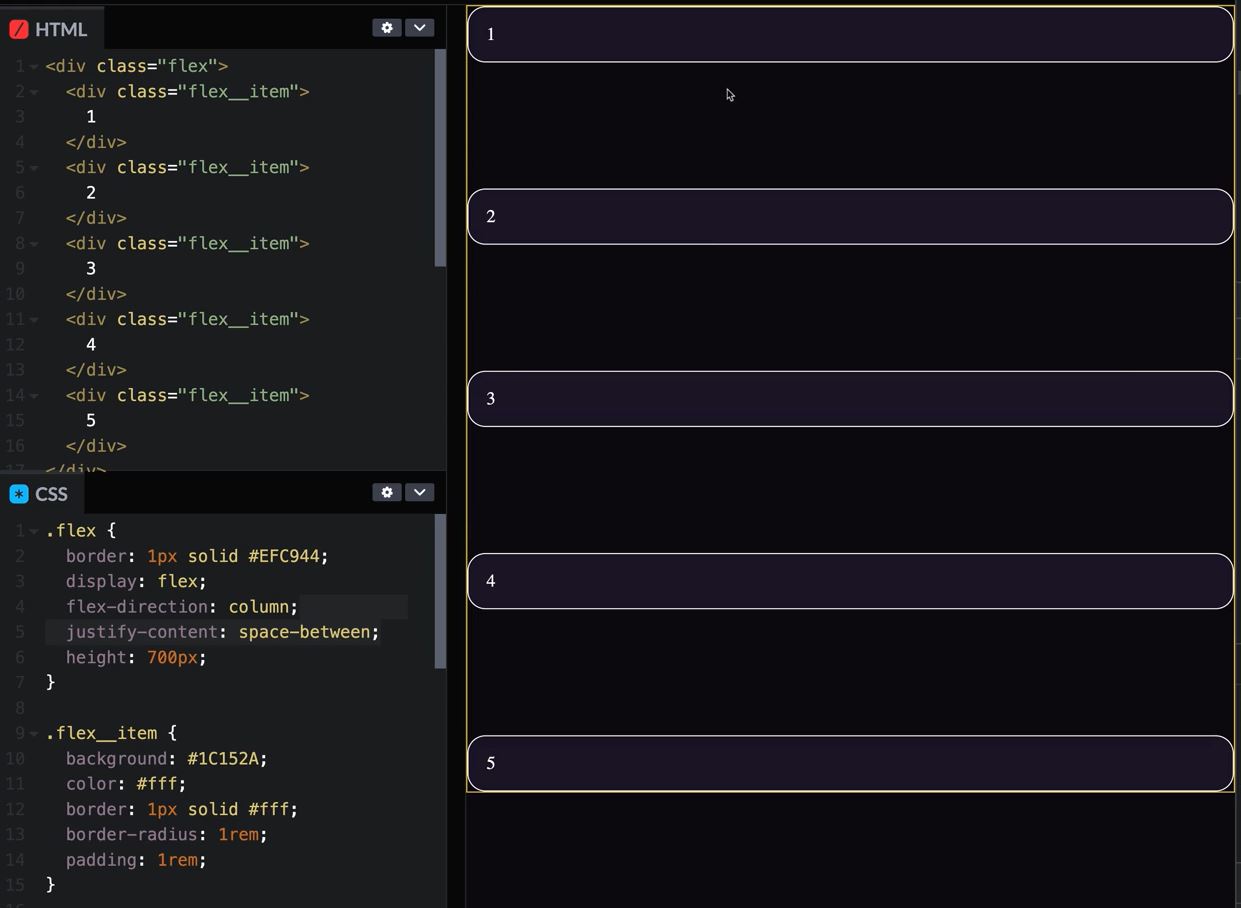 HTML
1 <div class="flex">
2 <div class="flex__item">
3 1
4 </div>
5 <div class="flex__item">
6 2
7 </div>
8 <div class="flex__item">
9 3
10 </div>
11 <div class="flex__item">
12 4
13 </div>
14 <div class="flex__item">
15 5
16 </div>
17 </div>
CSS
1 .flex {
2 border: 1px solid #EFC944;
3 display: flex;
4 flex-direction: column;
5 justify-content: space-between;
6 height: 700px;
7 }
8
9 .flex__item {
10 background: #1C152A;
11 color: #fff;
12 border: 1px solid #fff;
13 border-radius: 1rem;
14 padding: 1rem;
15 }
1
2
3
4
5